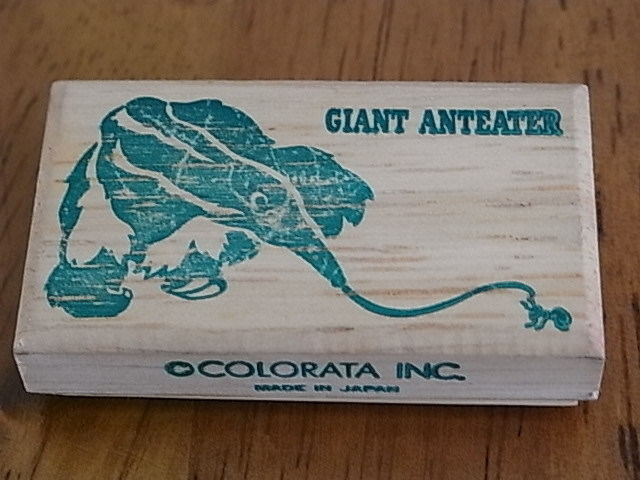 GIANT ANTEATER
©COLORATA INC.
MADE IN JAPAN